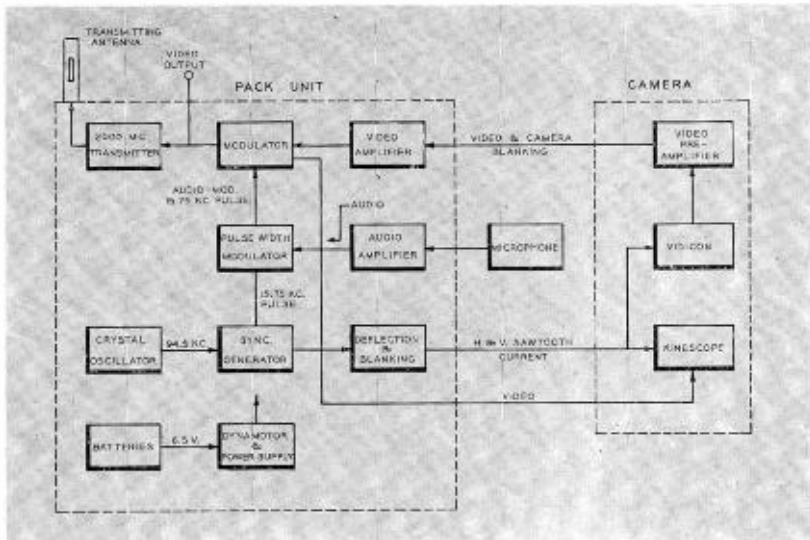 TRANSMITTING
ANTENNA
VIDEO
OUTPUT
PACK UNIT
CAMERA
2000 MC.
TRANSMITTER
MODULATOR
VIDEO
AMPLIFIER
VIDEO & CAMERA
BLANKING
VIDEO
PRE-
AMPLIFIER
AUDIO-MOD.
15.75 KC. PULSE
AUDIO
PULSE WIDTH
MODULATOR
AUDIO
AMPLIFIER
MICROPHONE
VIDICON
15.75 KC.
PULSE
CRYSTAL
OSCILLATOR
94.5 KC.
SYNC.
GENERATOR
DEFLECTION
&
BLANKING
H. & V. SAWTOOTH
CURRENT
KINESCOPE
VIDEO
BATTERIES
6.5 V.
DYNAMOTOR
&
POWER SUPPLY